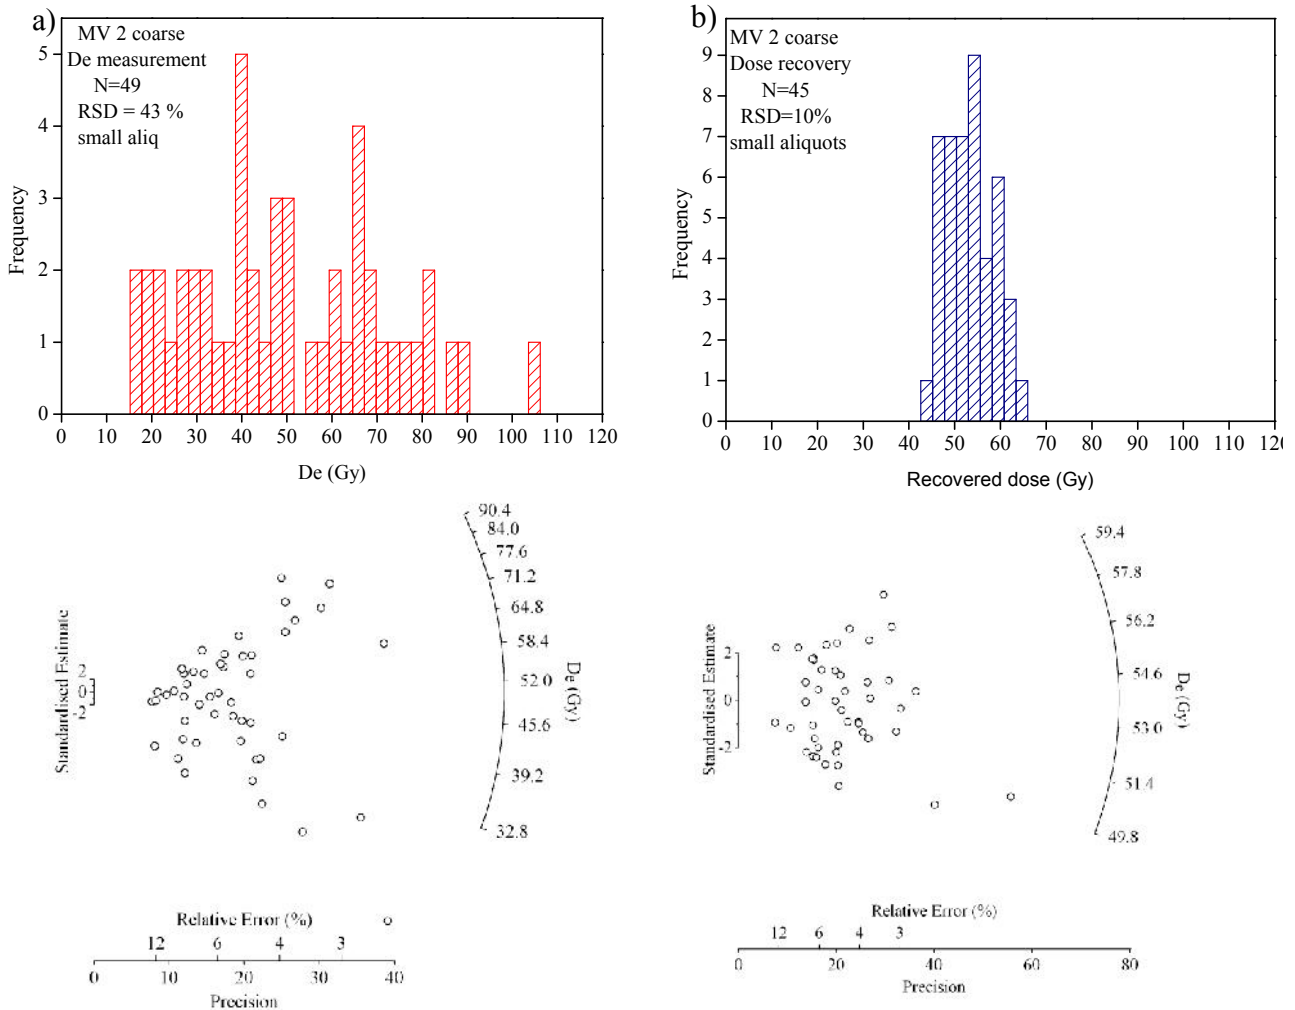 a)
MV 2 coarse
De measurement
N=49
RSD = 43 %
small aliq
Frequency
5
4
3
2
1
0
0 10 20 30 40 50 60 70 80 90 100 110 120
De (Gy)
b)
MV 2 coarse
Dose recovery
N=45
RSD=10%
small aliquots
Frequency
9
8
7
6
5
4
3
2
1
0
0 10 20 30 40 50 60 70 80 90 100 110 120
Recovered dose (Gy)
Standardised Estimate
2
0
-2
90.4
84.0
77.6
71.2
64.8
58.4
52.0
45.6
39.2
32.8
De (Gy)
Relative Error (%)
12 6 4 3
0 10 20 30 40
Precision
Standardised Estimate
2
0
-2
59.4
57.8
56.2
54.6
53.0
51.4
49.8
De (Gy)
Relative Error (%)
12 6 4 3
0 20 40 60 80
Precision